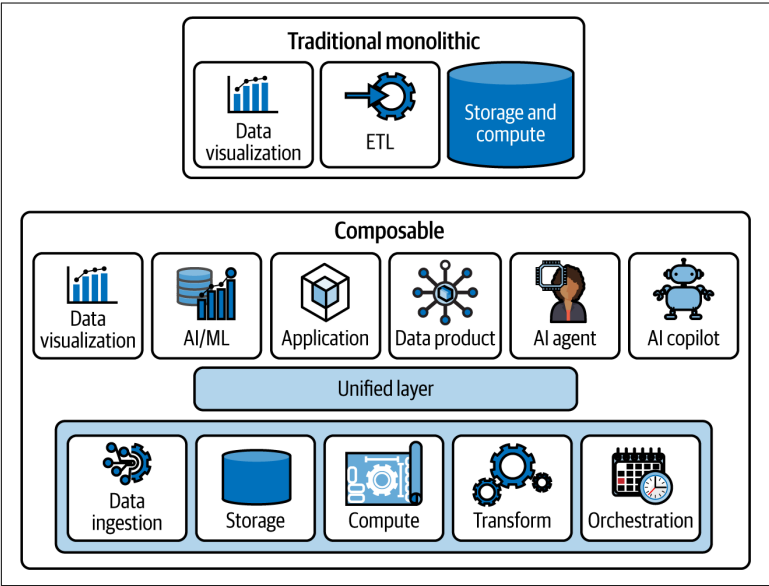 Traditional monolithic
Data
visualization
ETL
Storage and
compute
Composable
Data
visualization
AI/ML
Application
Data product
AI agent
AI copilot
Unified layer
Data
ingestion
Storage
Compute
Transform
Orchestration